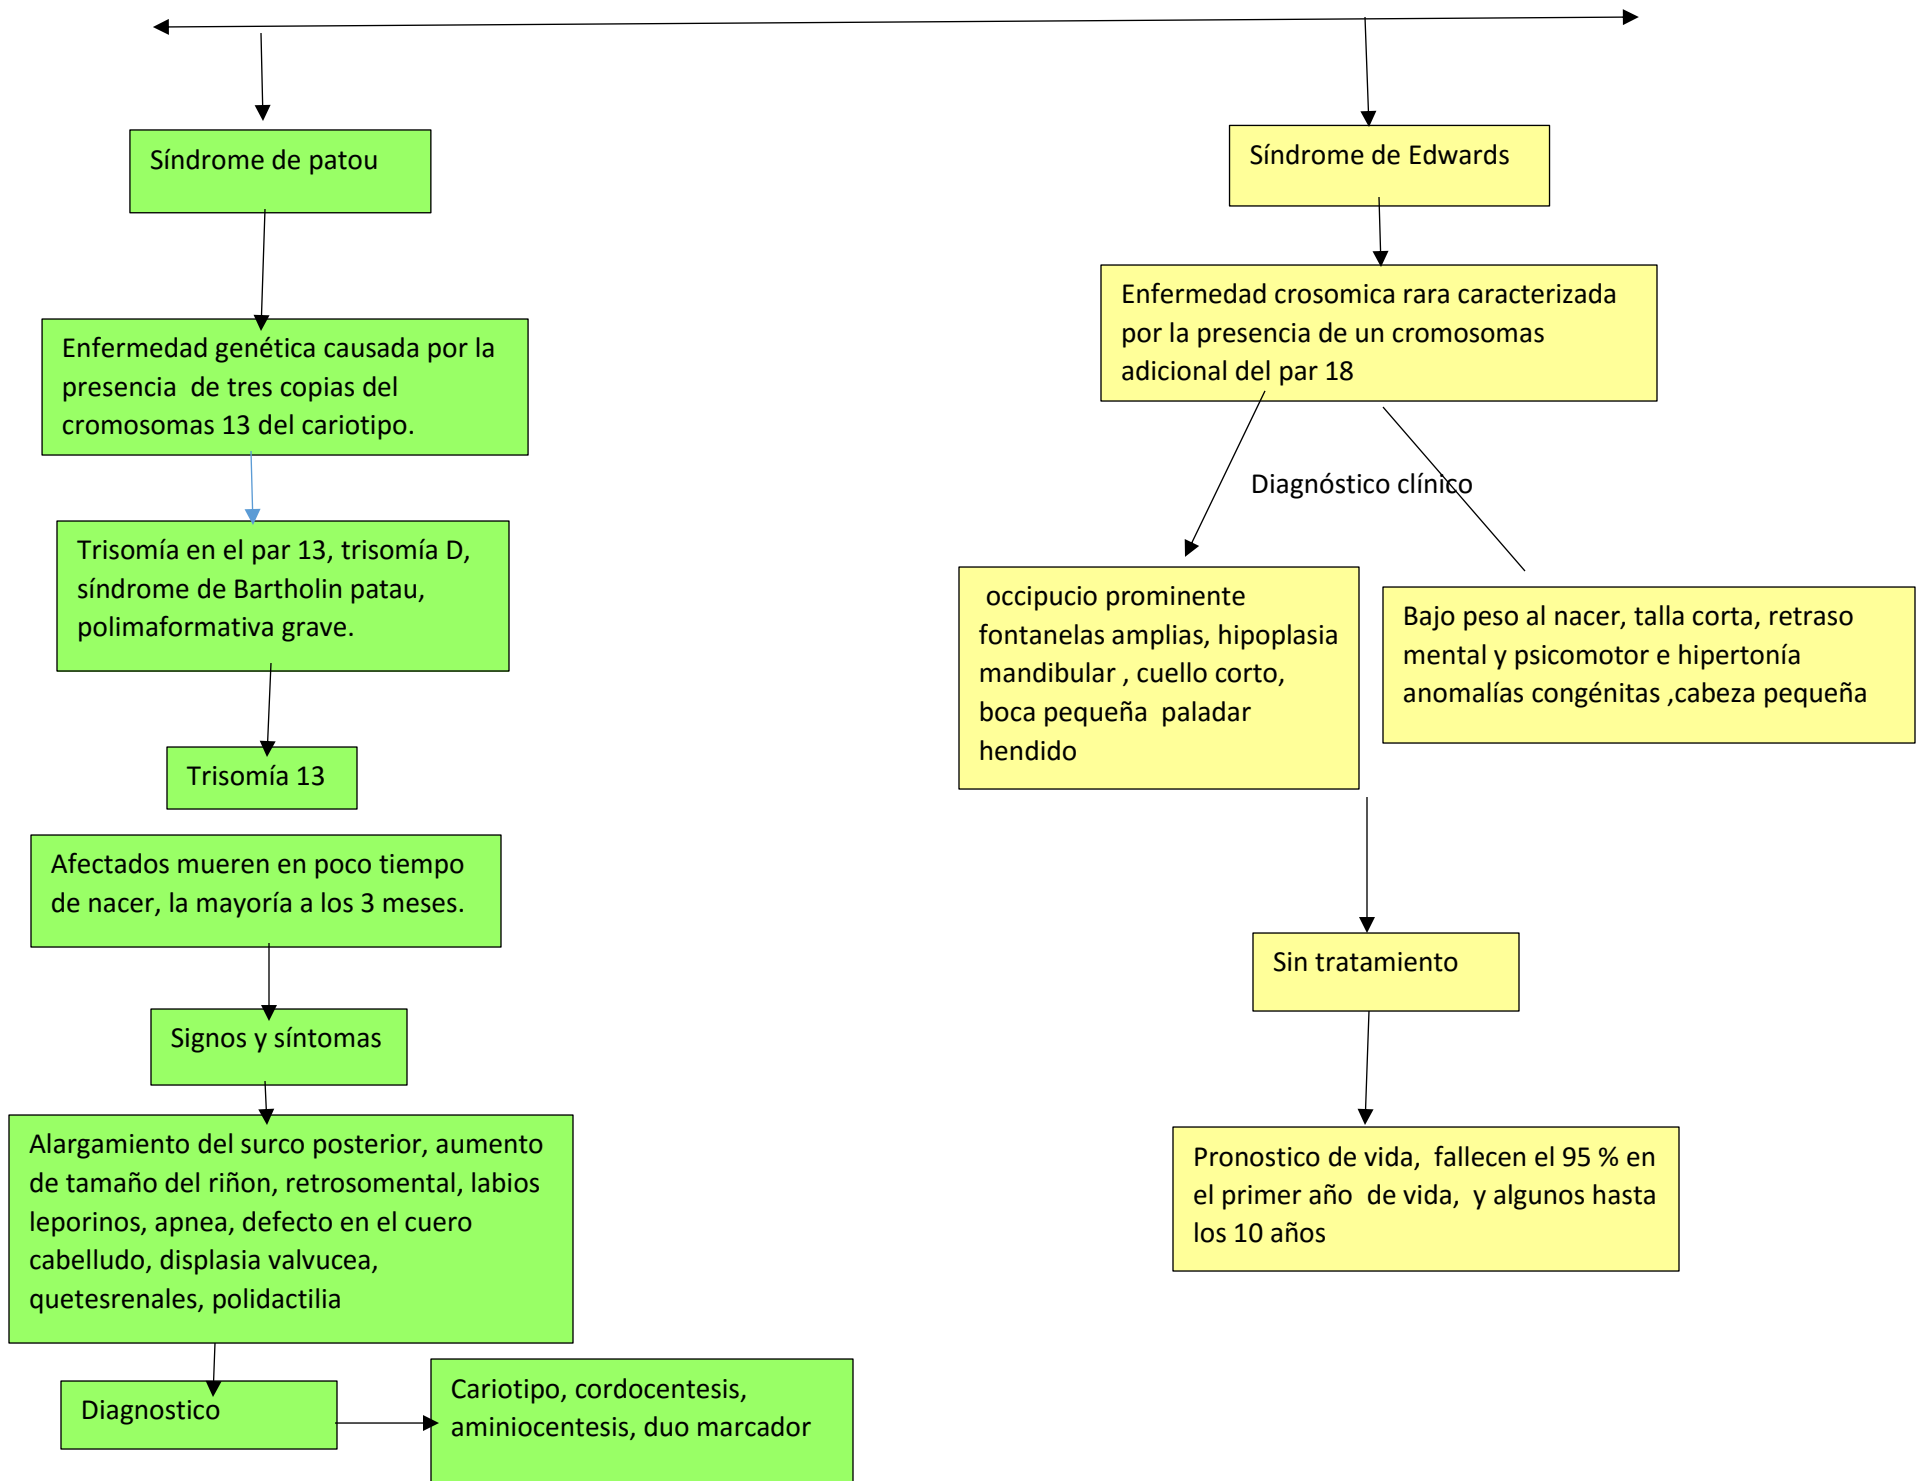 Síndrome de patou
Enfermedad genética causada por la
presencia de tres copias del
cromosomas 13 del cariotipo.
Trisomía en el par 13, trisomía D,
síndrome de Bartholin patau,
polimaformativa grave.
Trisomía 13
Afectados mueren en poco tiempo
de nacer, la mayoría a los 3 meses.
Signos y síntomas
Alargamiento del surco posterior, aumento
de tamaño del riñon, retrosomental, labios
leporinos, apnea, defecto en el cuero
cabelludo, displasia valvucea,
quetesrenales, polidactilia
Diagnostico
Cariotipo, cordocentesis,
aminiocentesis, duo marcador
Síndrome de Edwards
Enfermedad crosomica rara caracterizada
por la presencia de un cromosomas
adicional del par 18
Diagnóstico clínico
occipucio prominente
fontanelas amplias, hipoplasia
mandibular , cuello corto,
boca pequeña paladar
hendido
Bajo peso al nacer, talla corta, retraso
mental y psicomotor e hipertonía
anomalías congénitas ,cabeza pequeña
Sin tratamiento
Pronostico de vida, fallecen el 95 % en
el primer año de vida, y algunos hasta
los 10 años